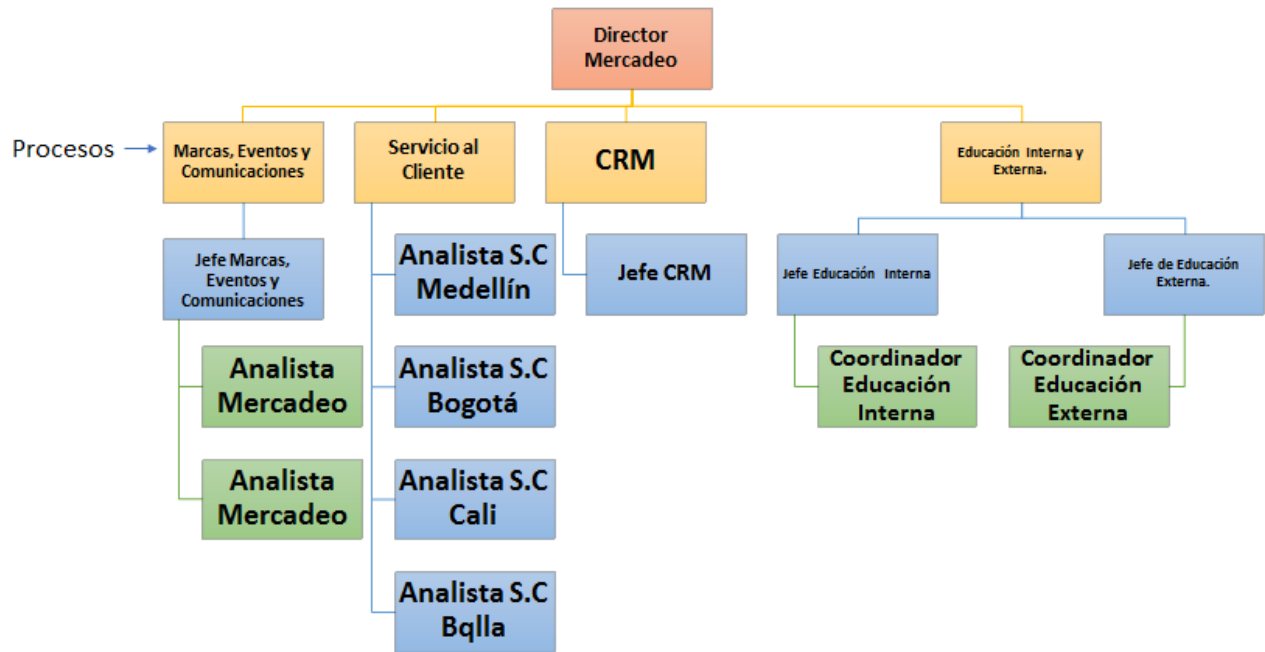 Director
Mercadeo
Procesos
Marcas, Eventos y
Comunicaciones
Servicio al
Cliente
CRM
Educación Interna y
Externa.
Jefe Marcas,
Eventos y
Comunicaciones
Analista S.C
Medellín
Jefe CRM
Jefe Educación Interna
Jefe de Educación
Externa.
Analista
Mercadeo
Analista S.C
Bogotá
Coordinador
Educación
Interna
Coordinador
Educación
Externa
Analista
Mercadeo
Analista S.C
Cali
Analista S.C
Bqlla